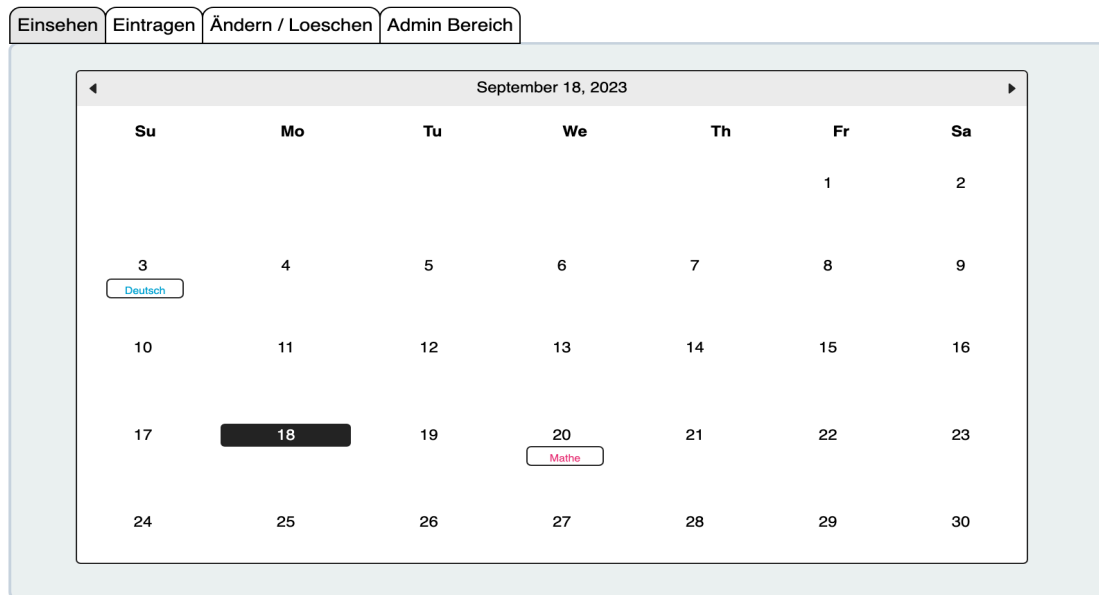 Einsehen Eintragen Ändern / Loeschen Admin Bereich
September 18, 2023
Su Mo Tu We Th Fr Sa
1 2
3 4 5 6 7 8 9
Deutsch
10 11 12 13 14 15 16
17 18 19 20 21 22 23
Mathe
24 25 26 27 28 29 30